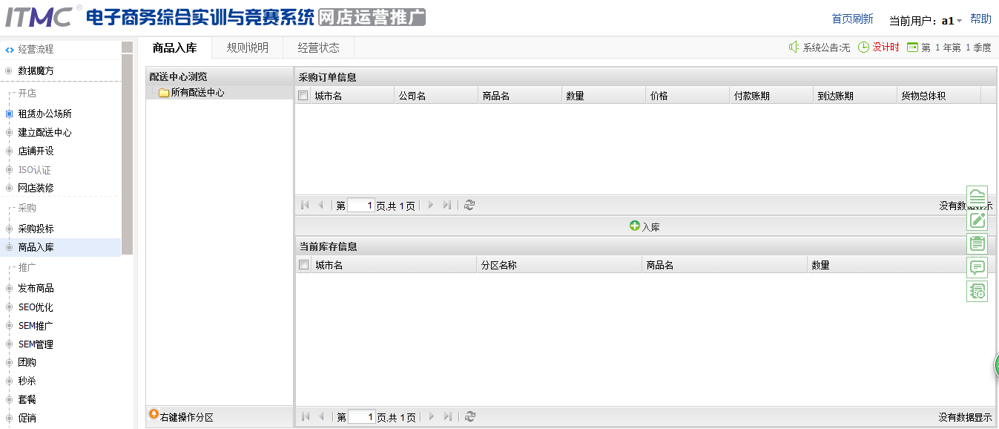 ITMC® 电子商务综合实训与竞赛系统 网店运营推广
首页刷新 当前用户：a1 帮助
经营流程
数据魔方
开店
租赁办公场所
建立配送中心
店铺开设
ISO认证
网店装修
采购
采购投标
商品入库
推广
发布商品
SEO优化
SEM推广
SEM管理
团购
秒杀
套餐
促销
商品入库 规则说明 经营状态
系统公告:无 没计时 第 1 年第 1 季度
配送中心浏览
所有配送中心
右键操作分区
采购订单信息
城市名 公司名 商品名 数量 价格 付款账期 到达账期 货物总体积
第 1 页,共 1 页 没有数据显示
入库
当前库存信息
城市名 分区名称 商品名 数量
第 1 页,共 1 页 没有数据显示